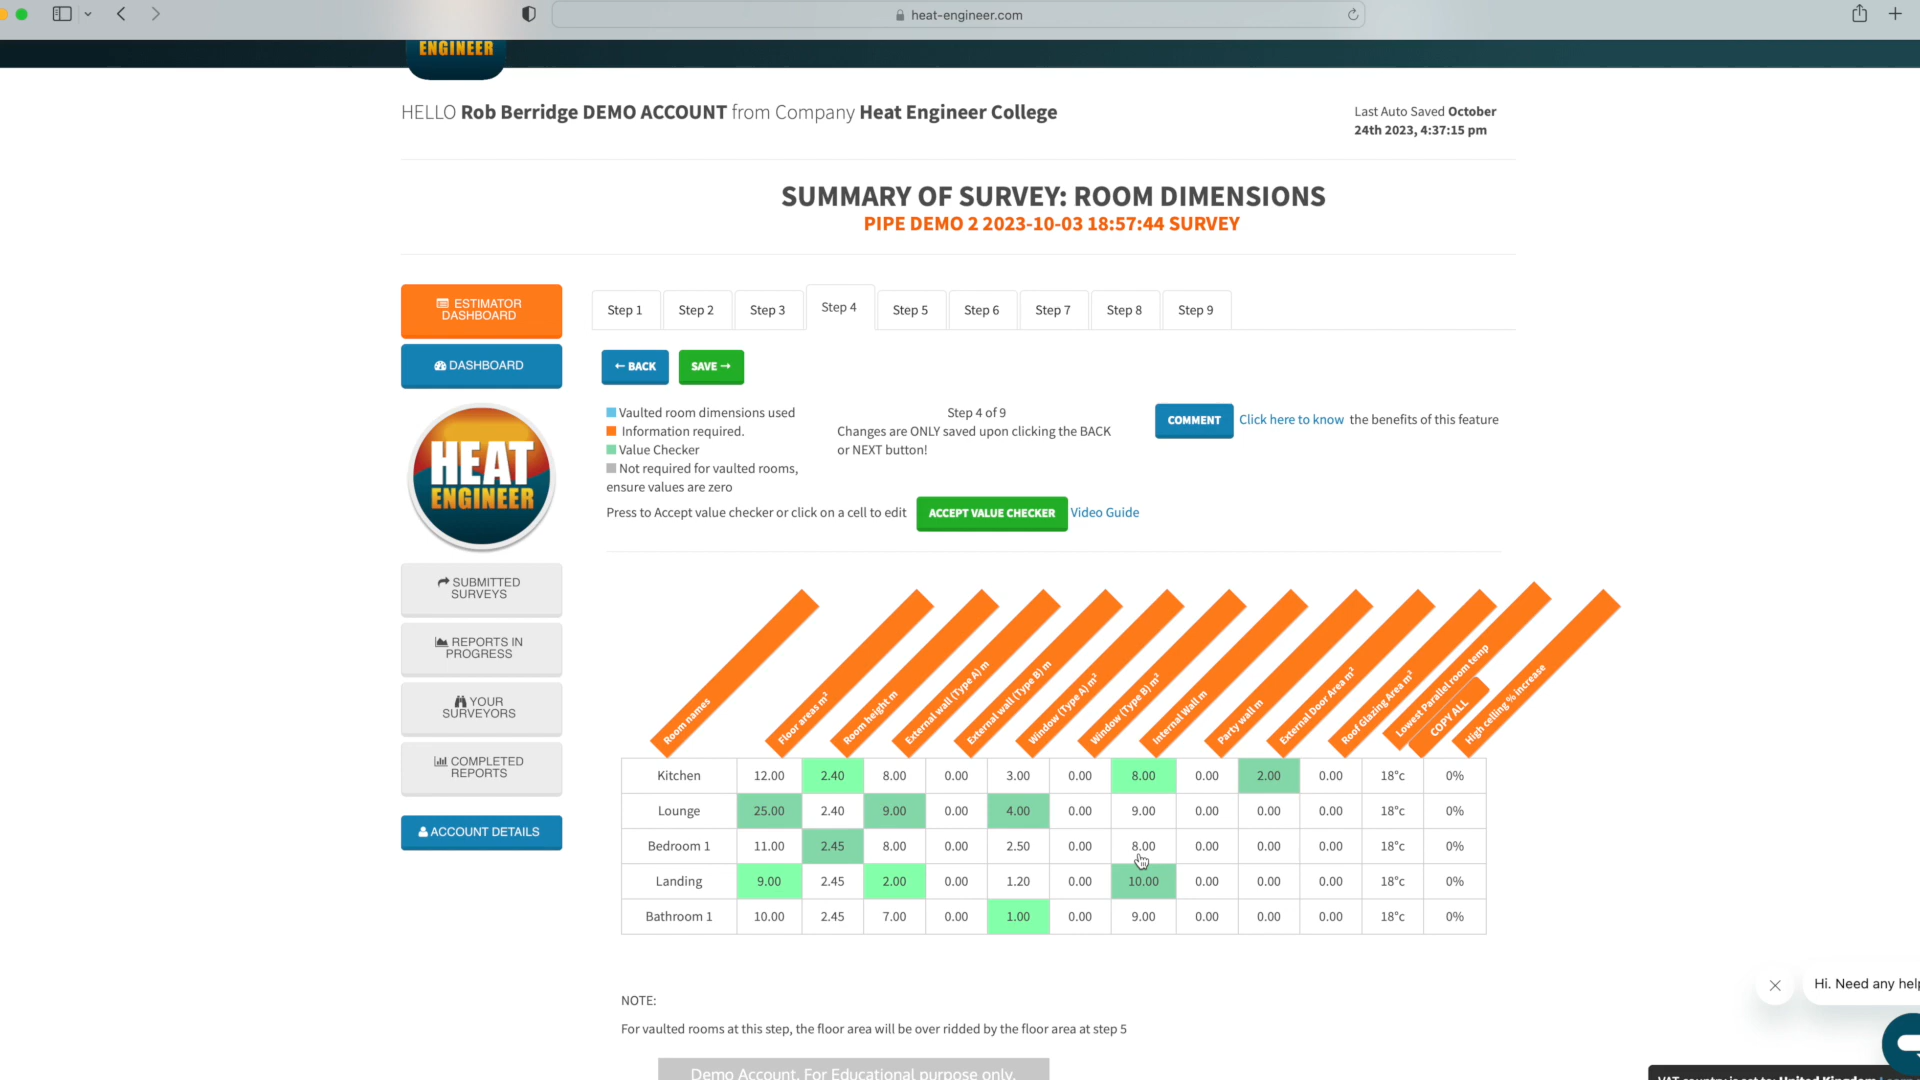 heat-engineer.com
ENGINEER
HELLO Rob Berridge DEMO ACCOUNT from Company Heat Engineer College
Last Auto Saved October
24th 2023, 4:37:15 pm
SUMMARY OF SURVEY: ROOM DIMENSIONS
PIPE DEMO 2 2023-10-03 18:57:44 SURVEY
ESTIMATOR
DASHBOARD
DASHBOARD
HEAT
ENGINEER
SUBMITTED
SURVEYS
REPORTS IN
PROGRESS
YOUR
SURVEYORS
COMPLETED
REPORTS
ACCOUNT DETAILS
Step 1 Step 2 Step 3 Step 4 Step 5 Step 6 Step 7 Step 8 Step 9
← BACK SAVE →
Vaulted room dimensions used
Information required.
Value Checker
Not required for vaulted rooms,
ensure values are zero
Step 4 of 9
Changes are ONLY saved upon clicking the BACK
or NEXT button!
COMMENT Click here to know the benefits of this feature
Press to Accept value checker or click on a cell to edit ACCEPT VALUE CHECKER Video Guide
Room names
Floor areas m²
Room height m
External wall (Type A) m
External wall (Type B) m
Window (Type A) m²
Window (Type B) m²
Internal Wall m
Party wall m
External Door Area m²
Roof Glazing Area m²
Lowest Parallel room temp
COPY ALL
High ceiling % increase
Kitchen 12.00 2.40 8.00 0.00 3.00 0.00 8.00 0.00 2.00 0.00 18°c 0%
Lounge 25.00 2.40 9.00 0.00 4.00 0.00 9.00 0.00 0.00 0.00 18°c 0%
Bedroom 1 11.00 2.45 8.00 0.00 2.50 0.00 8.00 0.00 0.00 0.00 18°c 0%
Landing 9.00 2.45 2.00 0.00 1.20 0.00 10.00 0.00 0.00 0.00 18°c 0%
Bathroom 1 10.00 2.45 7.00 0.00 1.00 0.00 9.00 0.00 0.00 0.00 18°c 0%
NOTE:
For vaulted rooms at this step, the floor area will be over ridded by the floor area at step 5
Demo Account. For Educational purpose only.
Hi. Need any help
VAT country is set to: United Kingdom